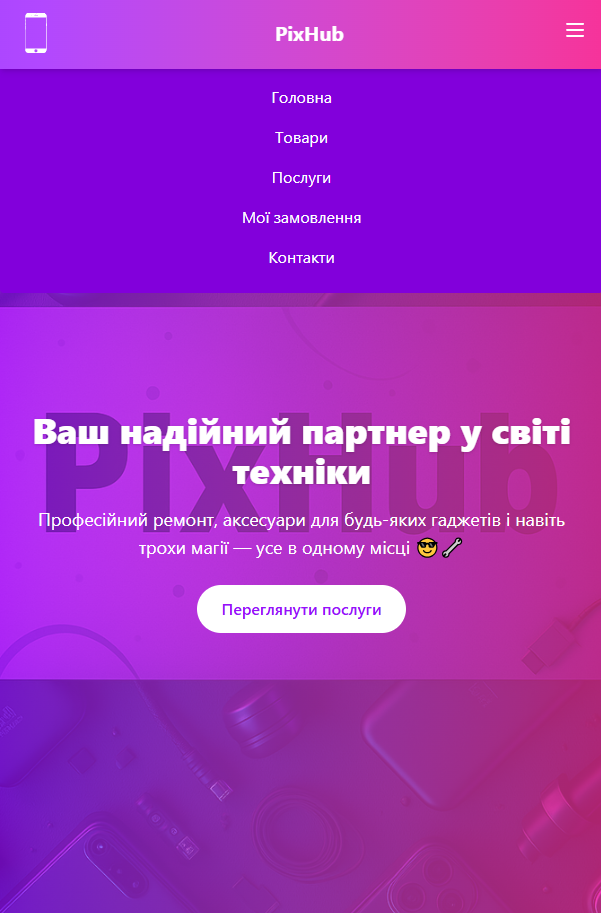 PixHub
Головна
Товари
Послуги
Мої замовлення
Контакти
PixHub
Ваш надійний партнер у світі
техніки
Професійний ремонт, аксесуари для будь-яких гаджетів і навіть
трохи магії — усе в одному місці 😎🔧
Переглянути послуги